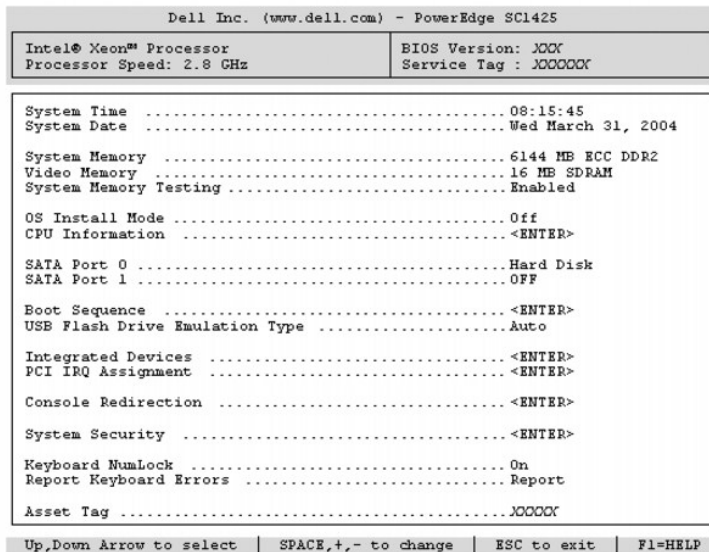 Dell Inc. (www.dell.com) - PowerEdge SC1425
Intel® Xeon™ Processor
Processor Speed: 2.8 GHz
BIOS Version: XXX
Service Tag : XXXXXX
System Time ........................................ 08:15:45
System Date ........................................ Wed March 31, 2004
System Memory ...................................... 6144 MB ECC DDR2
Video Memory ....................................... 16 MB SDRAM
System Memory Testing .............................. Enabled
OS Install Mode .................................... Off
CPU Information .................................... <ENTER>
SATA Port 0 ........................................ Hard Disk
SATA Port 1 ........................................ OFF
Boot Sequence ...................................... <ENTER>
USB Flash Drive Emulation Type ..................... Auto
Integrated Devices ................................. <ENTER>
PCI IRQ Assignment ................................. <ENTER>
Console Redirection ................................ <ENTER>
System Security .................................... <ENTER>
Keyboard NumLock ................................... On
Report Keyboard Errors ............................. Report
Asset Tag .......................................... XXXXX
Up,Down Arrow to select | SPACE,+,- to change | ESC to exit | F1=HELP